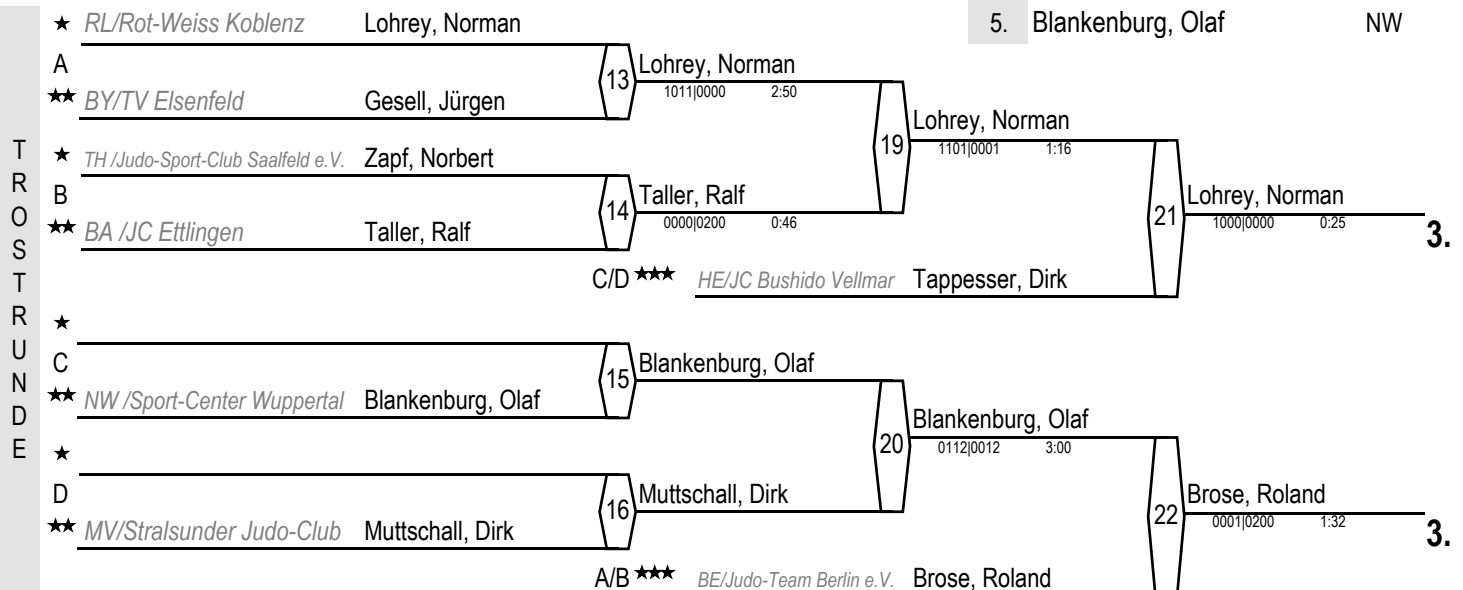 ★ RL/Rot-Weiss Koblenz Lohrey, Norman
5. Blankenburg, Olaf NW
A
13 Lohrey, Norman
1011|0000 2:50
★★ BY/TV Elsenfeld Gesell, Jürgen
19 Lohrey, Norman
1101|0001 1:16
★ TH /Judo-Sport-Club Saalfeld e.V. Zapf, Norbert
B
14 Taller, Ralf
0000|0200 0:46
★★ BA /JC Ettlingen Taller, Ralf
21 Lohrey, Norman
1000|0000 0:25
3.
C/D ★★★ HE/JC Bushido Vellmar Tappesser, Dirk
TROSTRUNDE
★
C
15 Blankenburg, Olaf
★★ NW /Sport-Center Wuppertal Blankenburg, Olaf
20 Blankenburg, Olaf
0112|0012 3:00
★
D
16 Muttschall, Dirk
★★ MV/Stralsunder Judo-Club Muttschall, Dirk
22 Brose, Roland
0001|0200 1:32
3.
A/B ★★★ BE/Judo-Team Berlin e.V. Brose, Roland